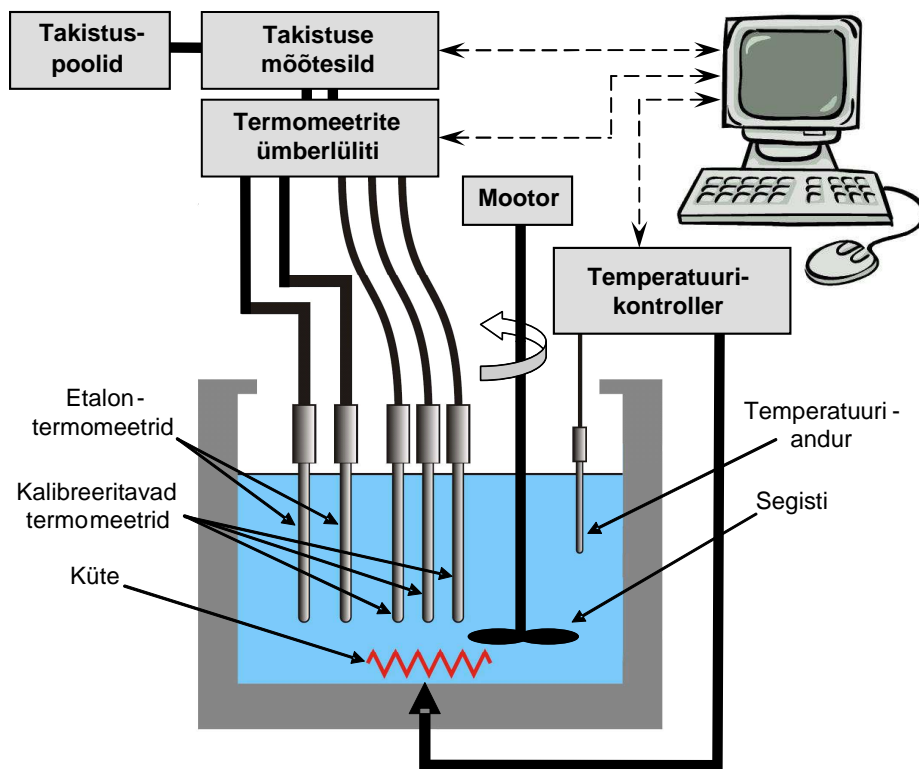 Takistus-
poolid
Takistuse
mõõtesild
Termomeetrite
ümberlüliti
Mootor
Temperatuuri-
kontroller
Etalon-
termomeetrid
Kalibreeritavad
termomeetrid
Küte
Temperatuuri -
andur
Segisti